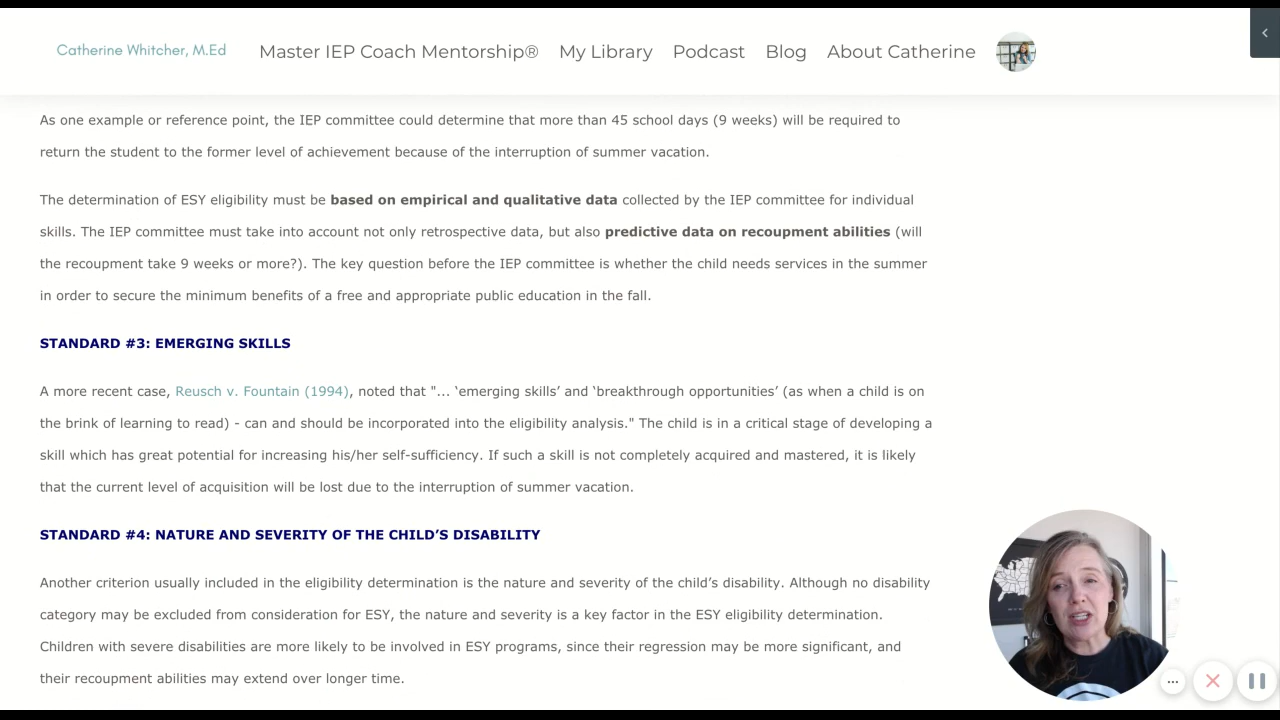 Catherine Whitcher, M.Ed
Master IEP Coach Mentorship®
My Library
Podcast
Blog
About Catherine
As one example or reference point, the IEP committee could determine that more than 45 school days (9 weeks) will be required to
return the student to the former level of achievement because of the interruption of summer vacation.
The determination of ESY eligibility must be based on empirical and qualitative data collected by the IEP committee for individual
skills. The IEP committee must take into account not only retrospective data, but also predictive data on recoupment abilities (will
the recoupment take 9 weeks or more?). The key question before the IEP committee is whether the child needs services in the summer
in order to secure the minimum benefits of a free and appropriate public education in the fall.
STANDARD #3: EMERGING SKILLS
A more recent case, Reusch v. Fountain (1994), noted that "... ‘emerging skills’ and ‘breakthrough opportunities’ (as when a child is on
the brink of learning to read) - can and should be incorporated into the eligibility analysis." The child is in a critical stage of developing a
skill which has great potential for increasing his/her self-sufficiency. If such a skill is not completely acquired and mastered, it is likely
that the current level of acquisition will be lost due to the interruption of summer vacation.
STANDARD #4: NATURE AND SEVERITY OF THE CHILD’S DISABILITY
Another criterion usually included in the eligibility determination is the nature and severity of the child’s disability. Although no disability
category may be excluded from consideration for ESY, the nature and severity is a key factor in the ESY eligibility determination.
Children with severe disabilities are more likely to be involved in ESY programs, since their regression may be more significant, and
their recoupment abilities may extend over longer time.